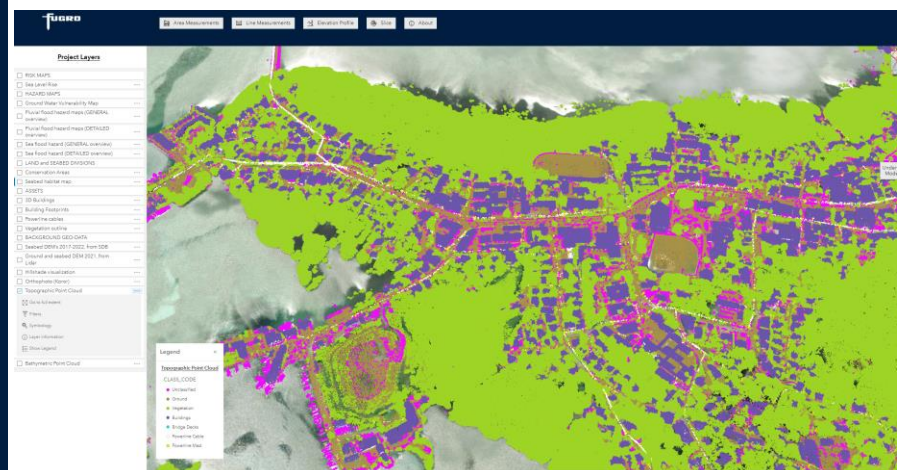 FUGRO
Area Measurements
Line Measurements
Elevation Profile
Slice
About
Project Layers
RISK MAPS
Sea Level Rise
HAZARD MAPS
Ground Water Vulnerability Map
Pluvial flood hazard maps (GENERAL
overview)
Pluvial flood hazard maps (DETAILED
overview)
Sea flood hazard (GENERAL overview)
Sea flood hazard (DETAILED overview)
LAND and SEABED DIVISIONS
Conservation Areas
Seabed habitat map
ASSETS
3D Buildings
Building Footprints
Powerline cables
Vegetation outline
BACKGROUND GEO-DATA
Seabed DEM's 2017-2022, from SDB
Ground and seabed DEM 2021, from
Lidar
Hillshade visualization
Orthophoto (Karor)
Topographic Point Cloud
Go to full extent
Filters
Symbology
Layer information
Show Legend
Bathymetric Point Cloud
Legend
Topographic Point Cloud
CLASS_CODE
Unclassified
Ground
Vegetation
Buildings
Bridge Decks
Powerline Cable
Powerline Mast